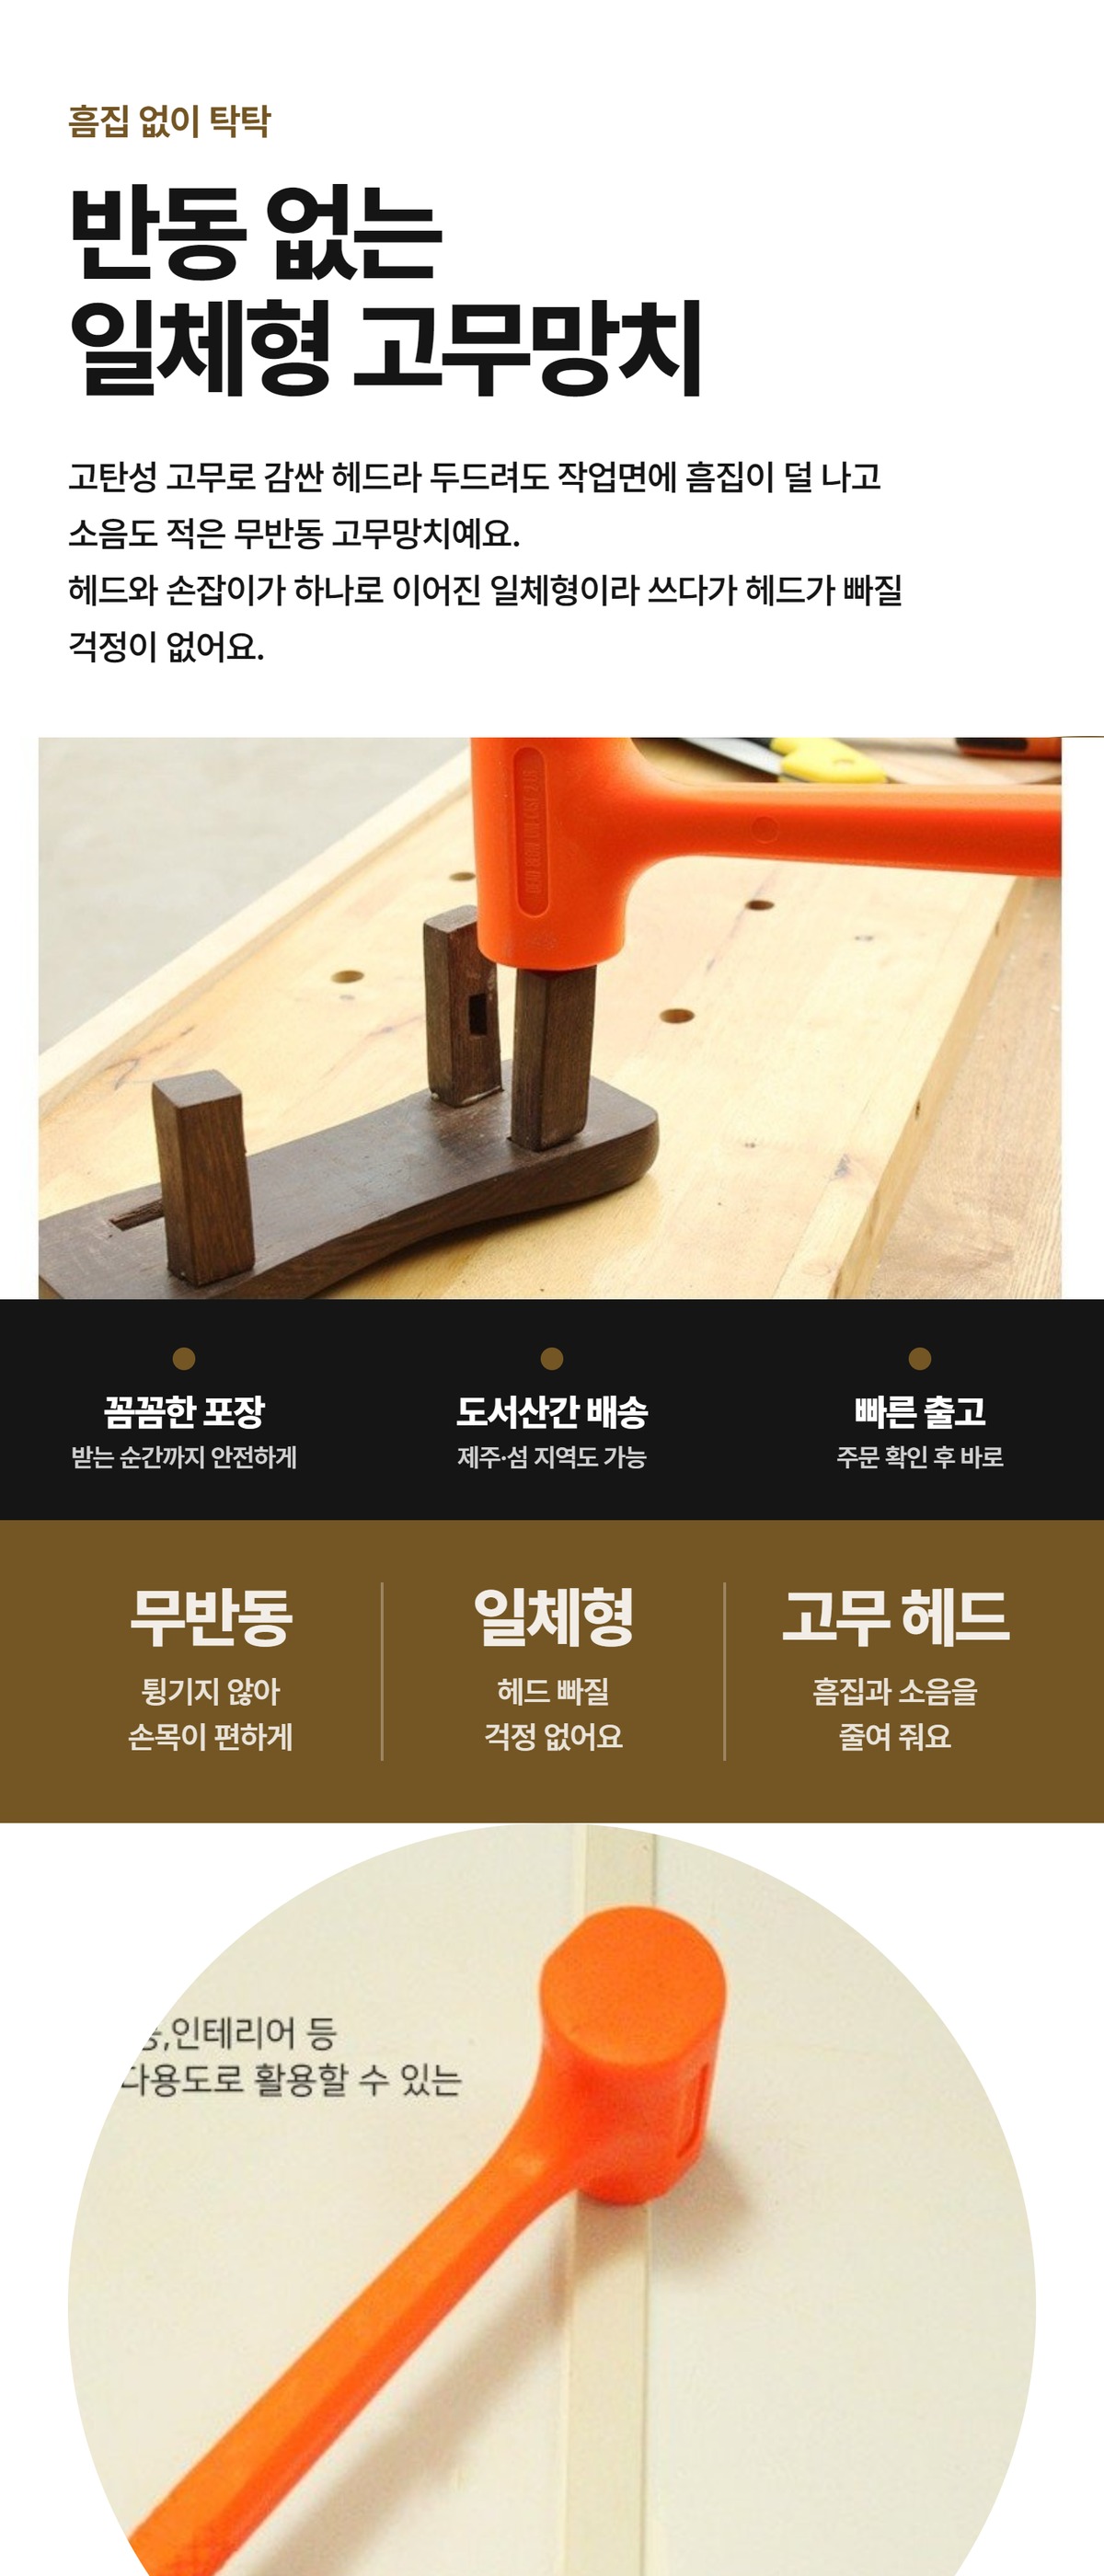 흠집 없이 탁탁
반동 없는
일체형 고무망치
고탄성 고무로 감싼 헤드라 두드려도 작업면에 흠집이 덜 나고
소음도 적은 무반동 고무망치예요.
헤드와 손잡이가 하나로 이어진 일체형이라 쓰다가 헤드가 빠질
걱정이 없어요.
꼼꼼한 포장
받는 순간까지 안전하게
도서산간 배송
제주·섬 지역도 가능
빠른 출고
주문 확인 후 바로
무반동
튕기지 않아
손목이 편하게
일체형
헤드 빠질
걱정 없어요
고무 헤드
흠집과 소음을
줄여 줘요
,인테리어 등
다용도로 활용할 수 있는